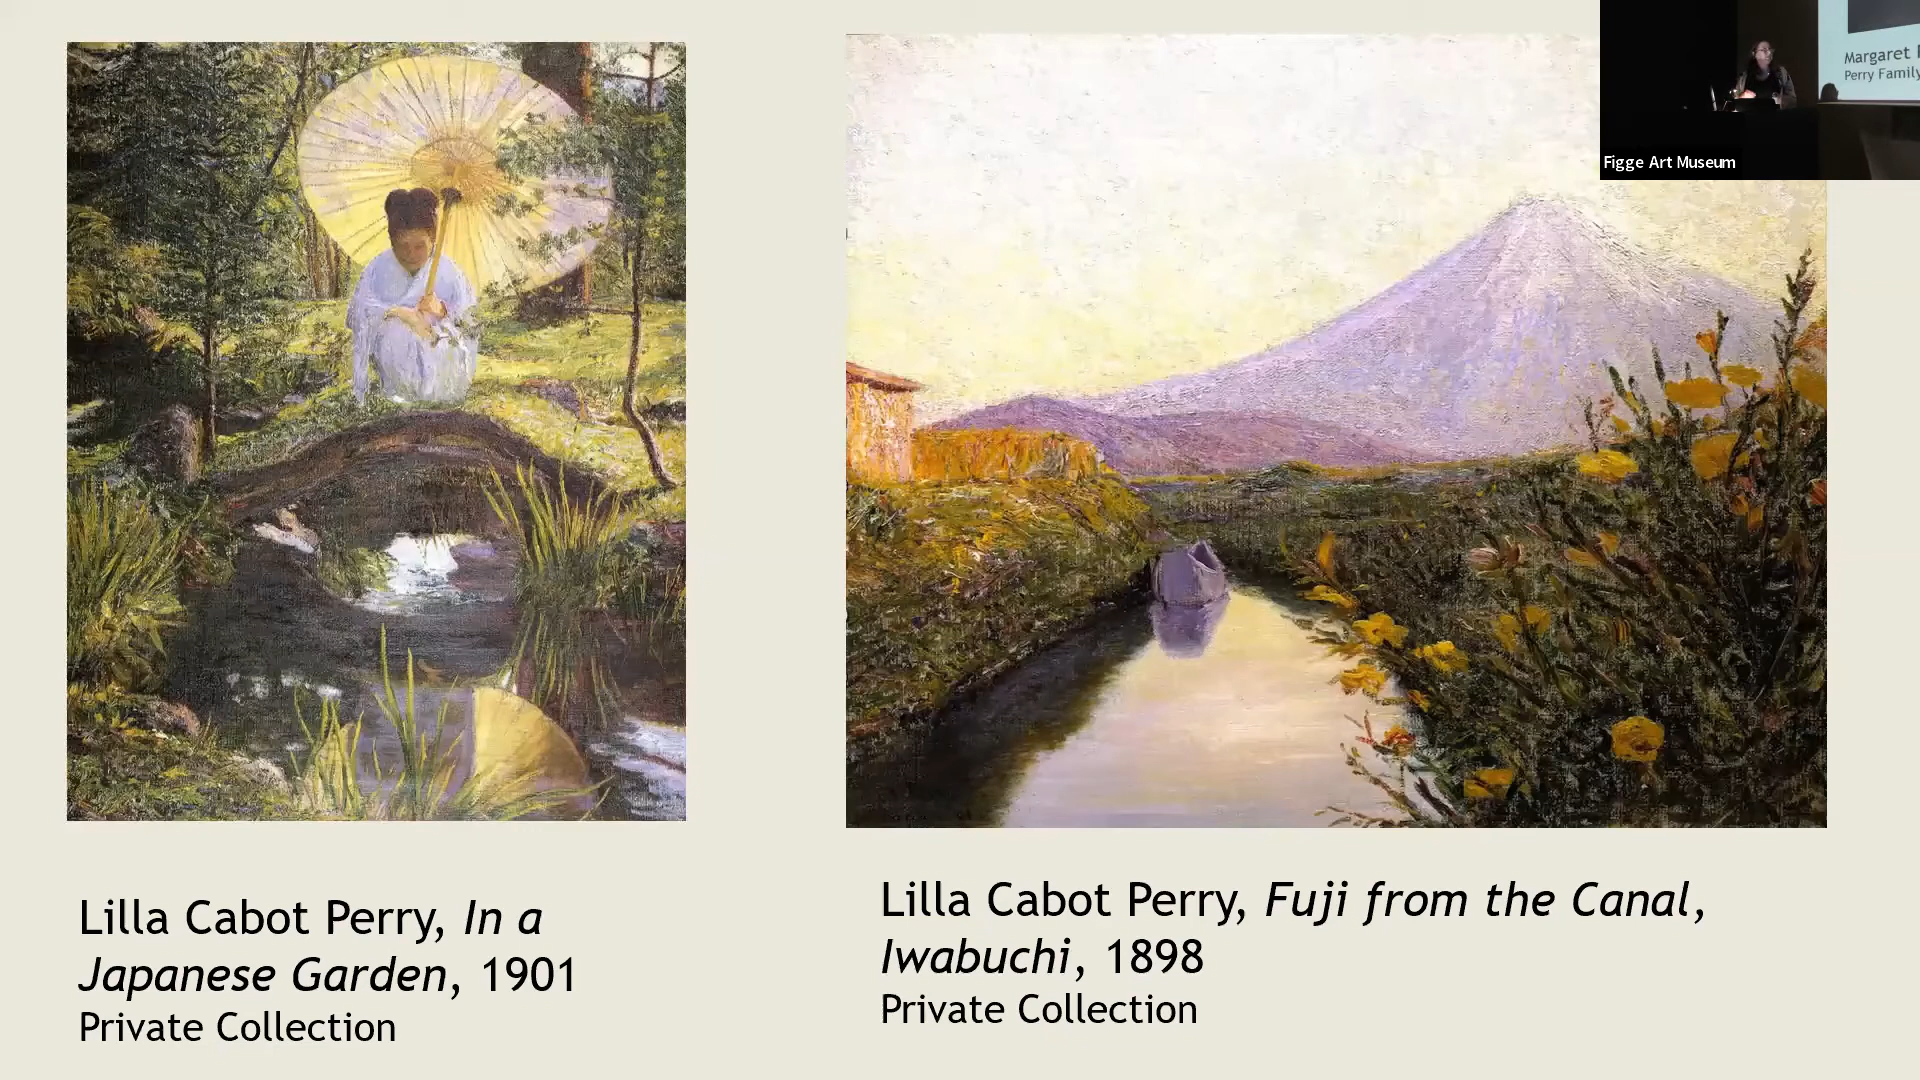 Margaret
Perry Family
Figge Art Museum
Lilla Cabot Perry, In a
Japanese Garden, 1901
Private Collection
Lilla Cabot Perry, Fuji from the Canal,
Iwabuchi, 1898
Private Collection